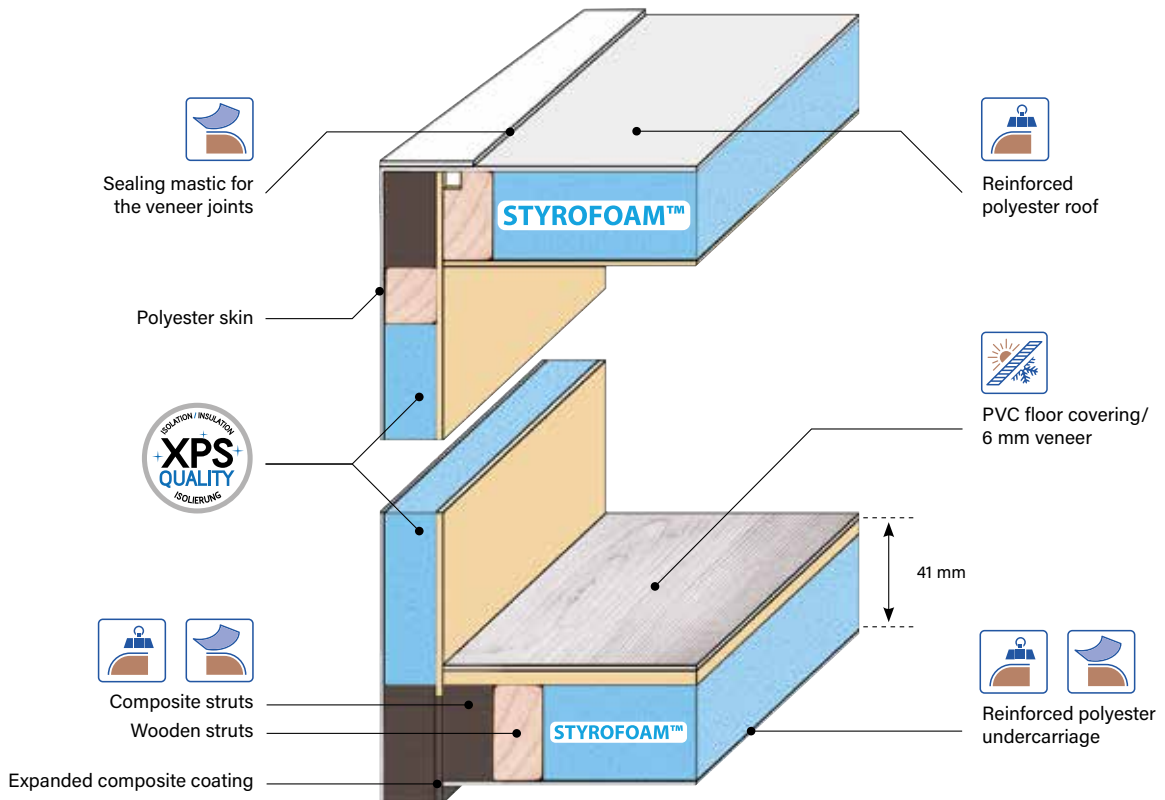 Sealing mastic for
the veneer joints
STYROFOAM™
Reinforced
polyester roof
Polyester skin
ISOLATION / INSULATION
XPS
QUALITY
ISOLIERUNG
PVC floor covering/
6 mm veneer
41 mm
Composite struts
Wooden struts
STYROFOAM™
Reinforced polyester
undercarriage
Expanded composite coating